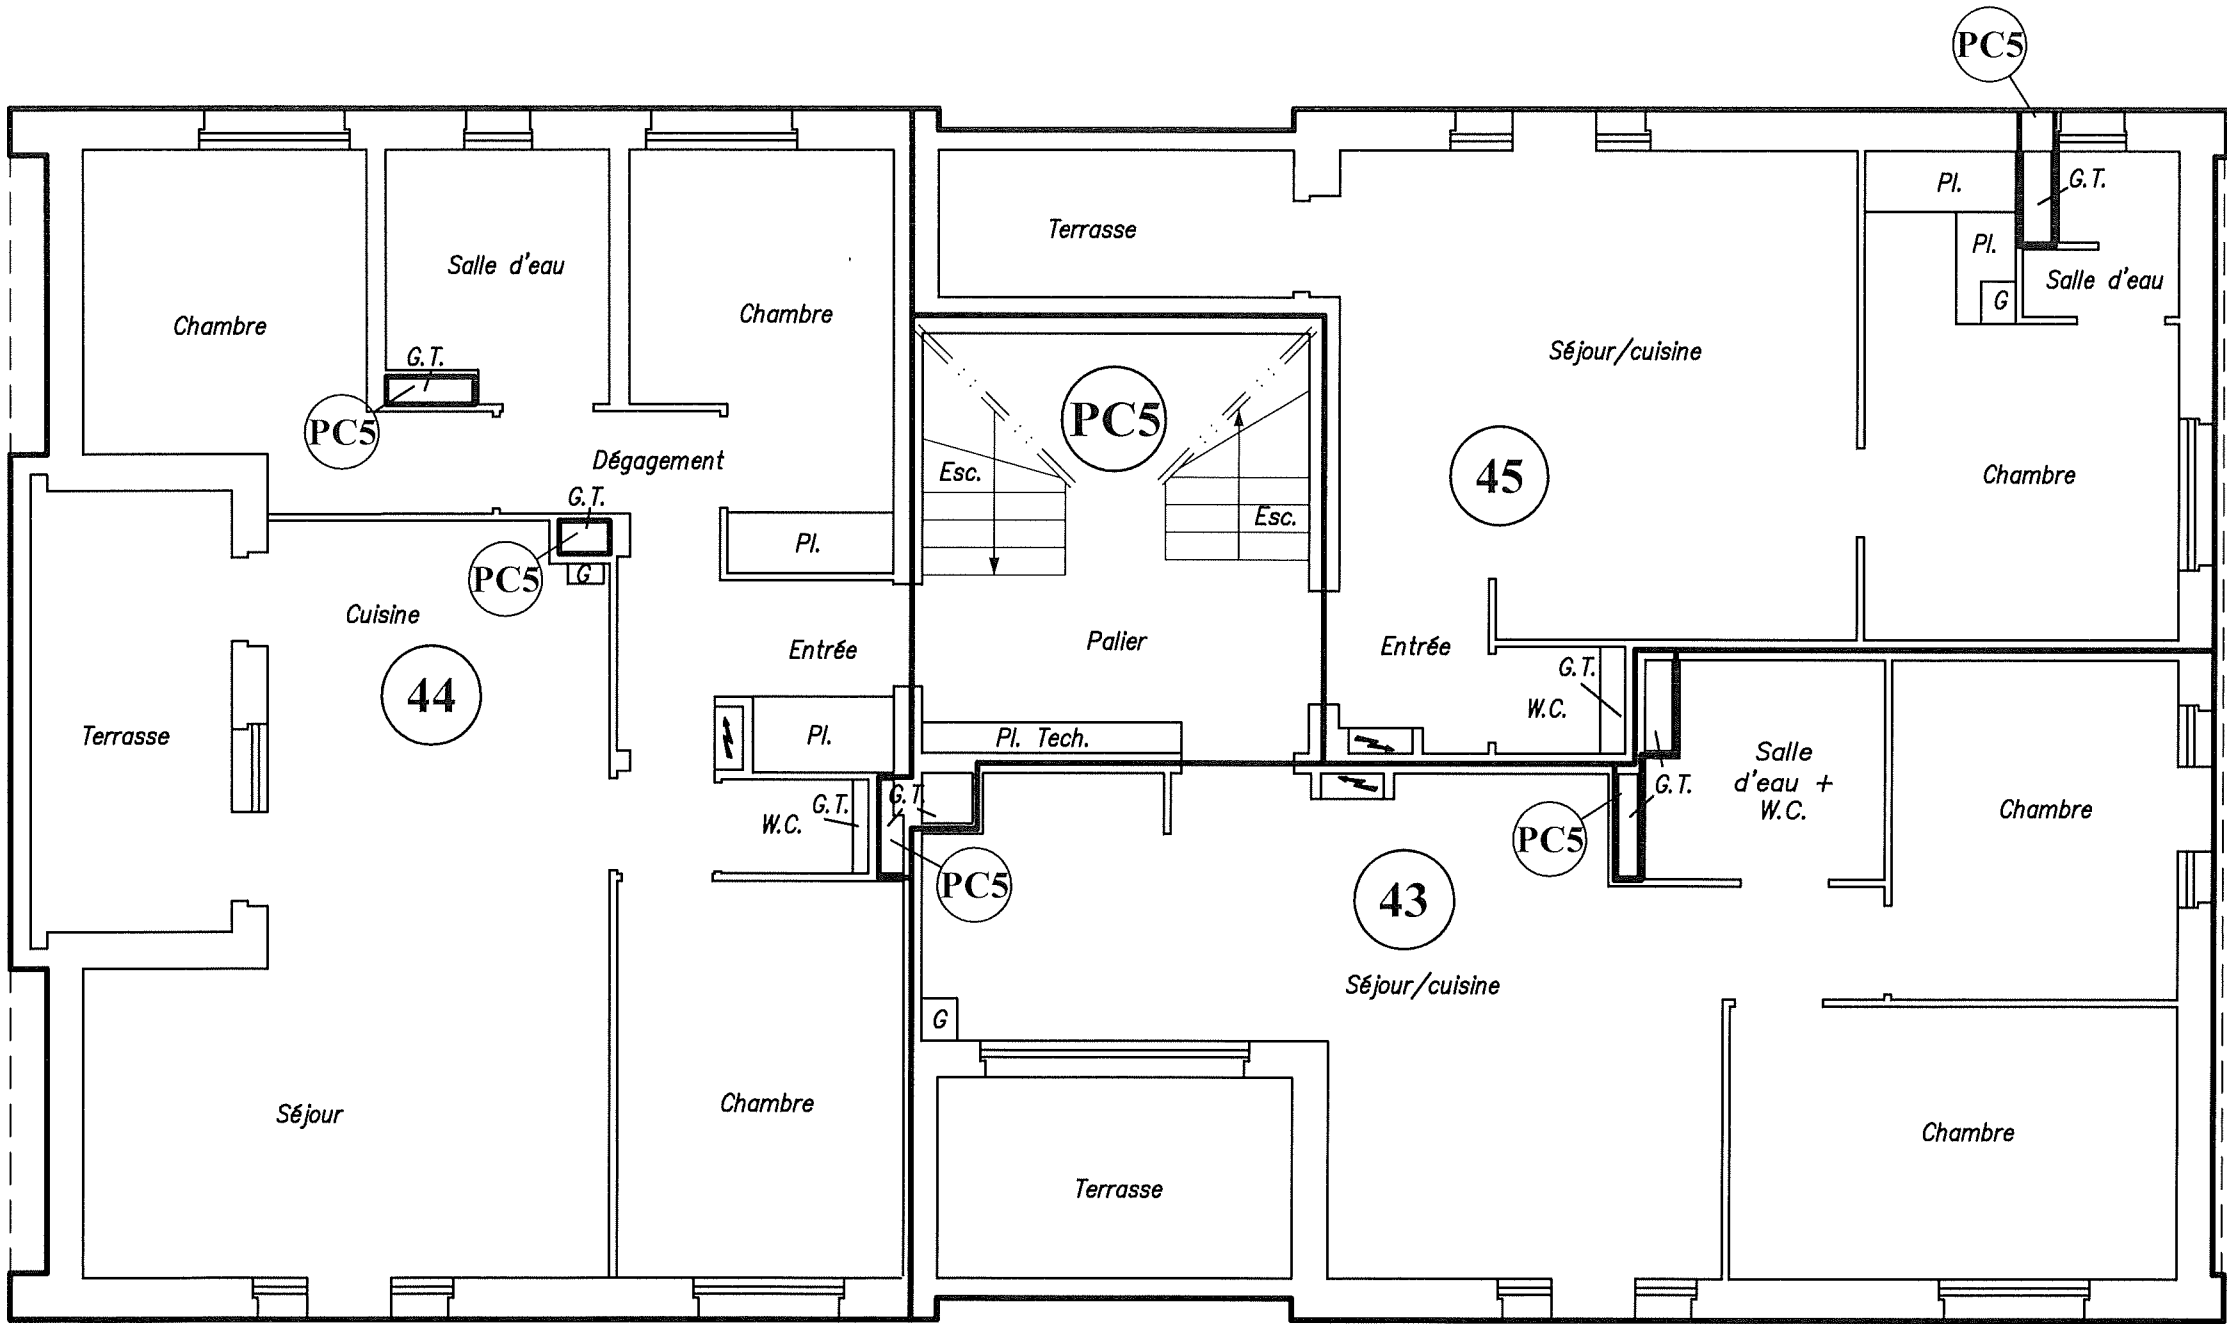 PC5
Pl.
G.T.
Terrasse
Pl.
Salle d'eau
Salle d'eau
G
Chambre
Chambre
Séjour/cuisine
G.T.
PC5
PC5
Dégagement
Esc.
45
Chambre
G.T.
Esc.
Pl.
PC5
G
Cuisine
Entrée
Palier
Entrée
G.T.
44
W.C.
Terrasse
Pl.
Pl. Tech.
Salle
d'eau +
W.C.
G.T.
G.T.
G.T.
W.C.
Chambre
PC5
PC5
43
Séjour/cuisine
G
Séjour
Chambre
Chambre
Terrasse